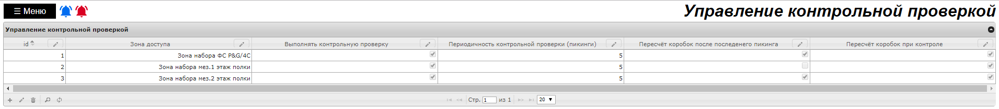 ☰ Меню
Управление контрольной проверкой
Управление контрольной проверкой
id Зона доступа Выполнять контрольную проверку Периодичность контрольной проверки (пикинги) Пересчёт коробок после последенего пикинга Пересчёт коробок при контроле
1 Зона набора ФС P&G/4С 5
2 Зона набора мез.1 этаж полки 5
3 Зона набора мез.2 этаж полки 5
Стр. 1 из 1 20